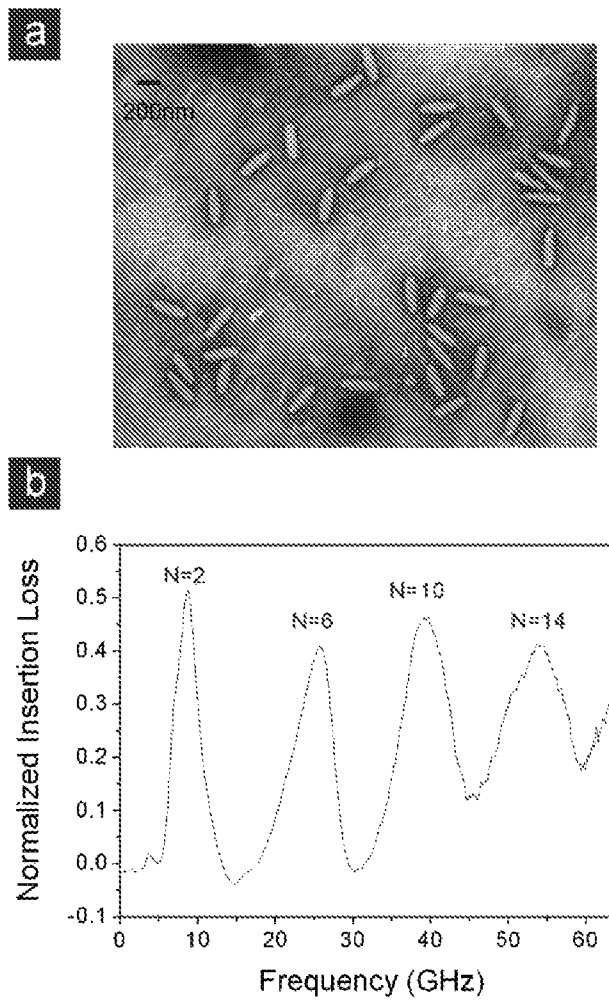 a
200nm
b
0.6
0.5
0.4
0.3
0.2
0.1
0.0
-0.1
Normalized Insertion Loss
N=2
N=6
N=10
N=14
0 10 20 30 40 50 60
Frequency (GHz)